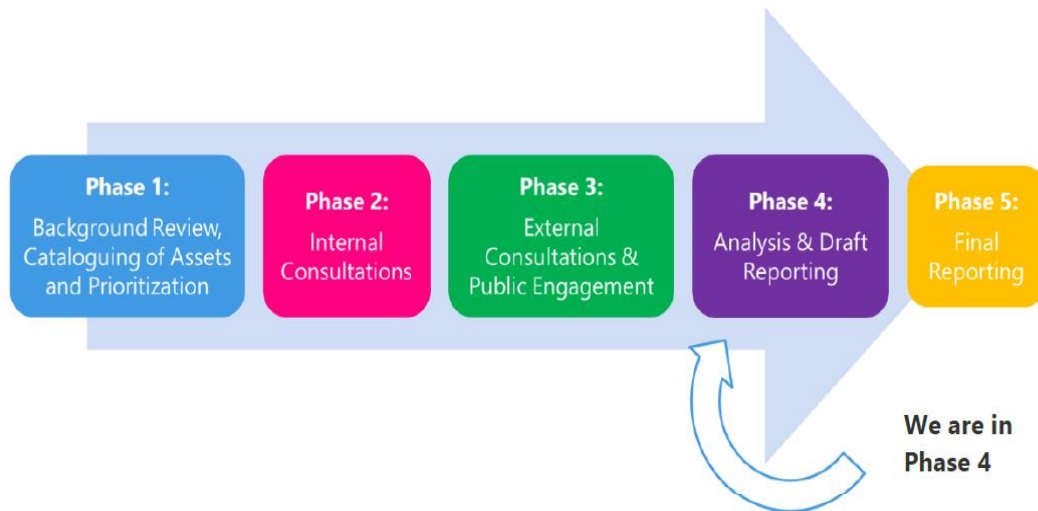 Phase 1:
Background Review,
Cataloguing of Assets
and Prioritization
Phase 2:
Internal
Consultations
Phase 3:
External
Consultations &
Public Engagement
Phase 4:
Analysis & Draft
Reporting
Phase 5:
Final
Reporting
We are in
Phase 4